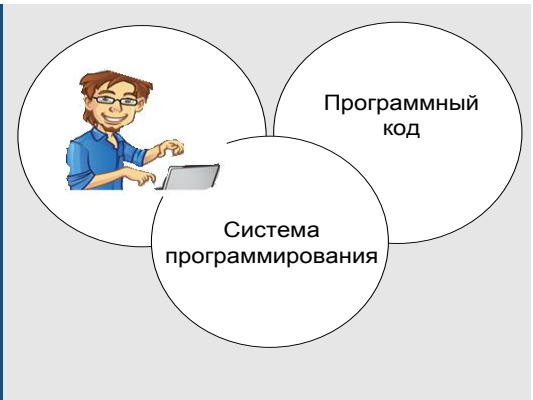 Программный
код
Система
программирования